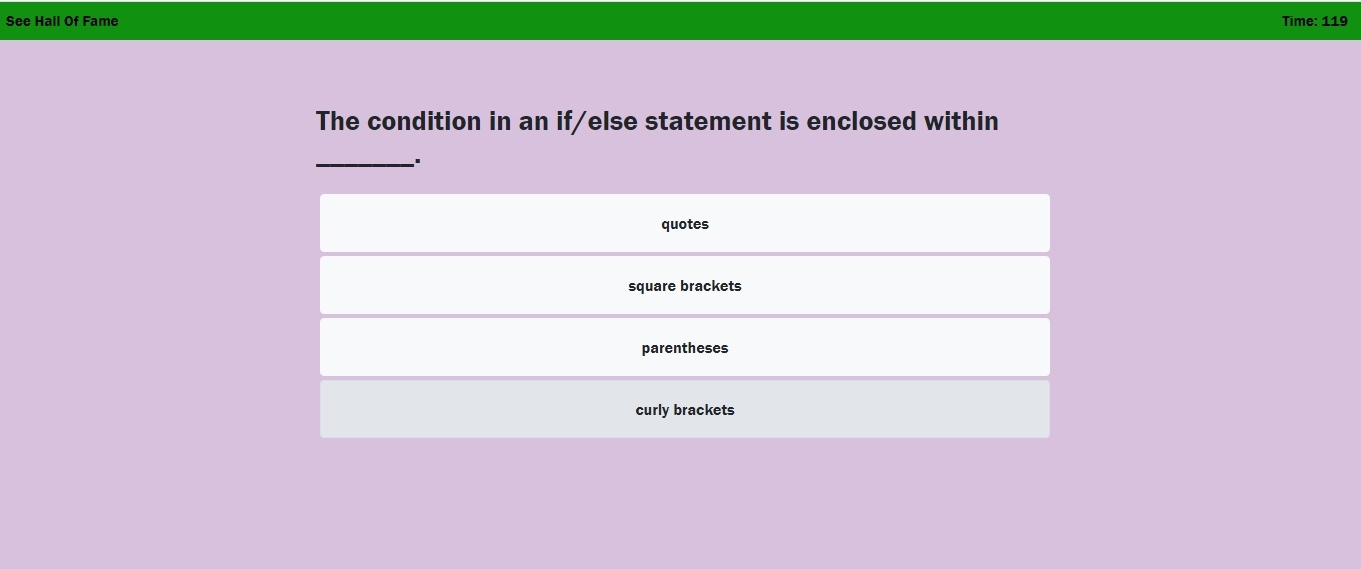 See Hall Of Fame
Time: 119
The condition in an if/else statement is enclosed within
_______.
quotes
square brackets
parentheses
curly brackets